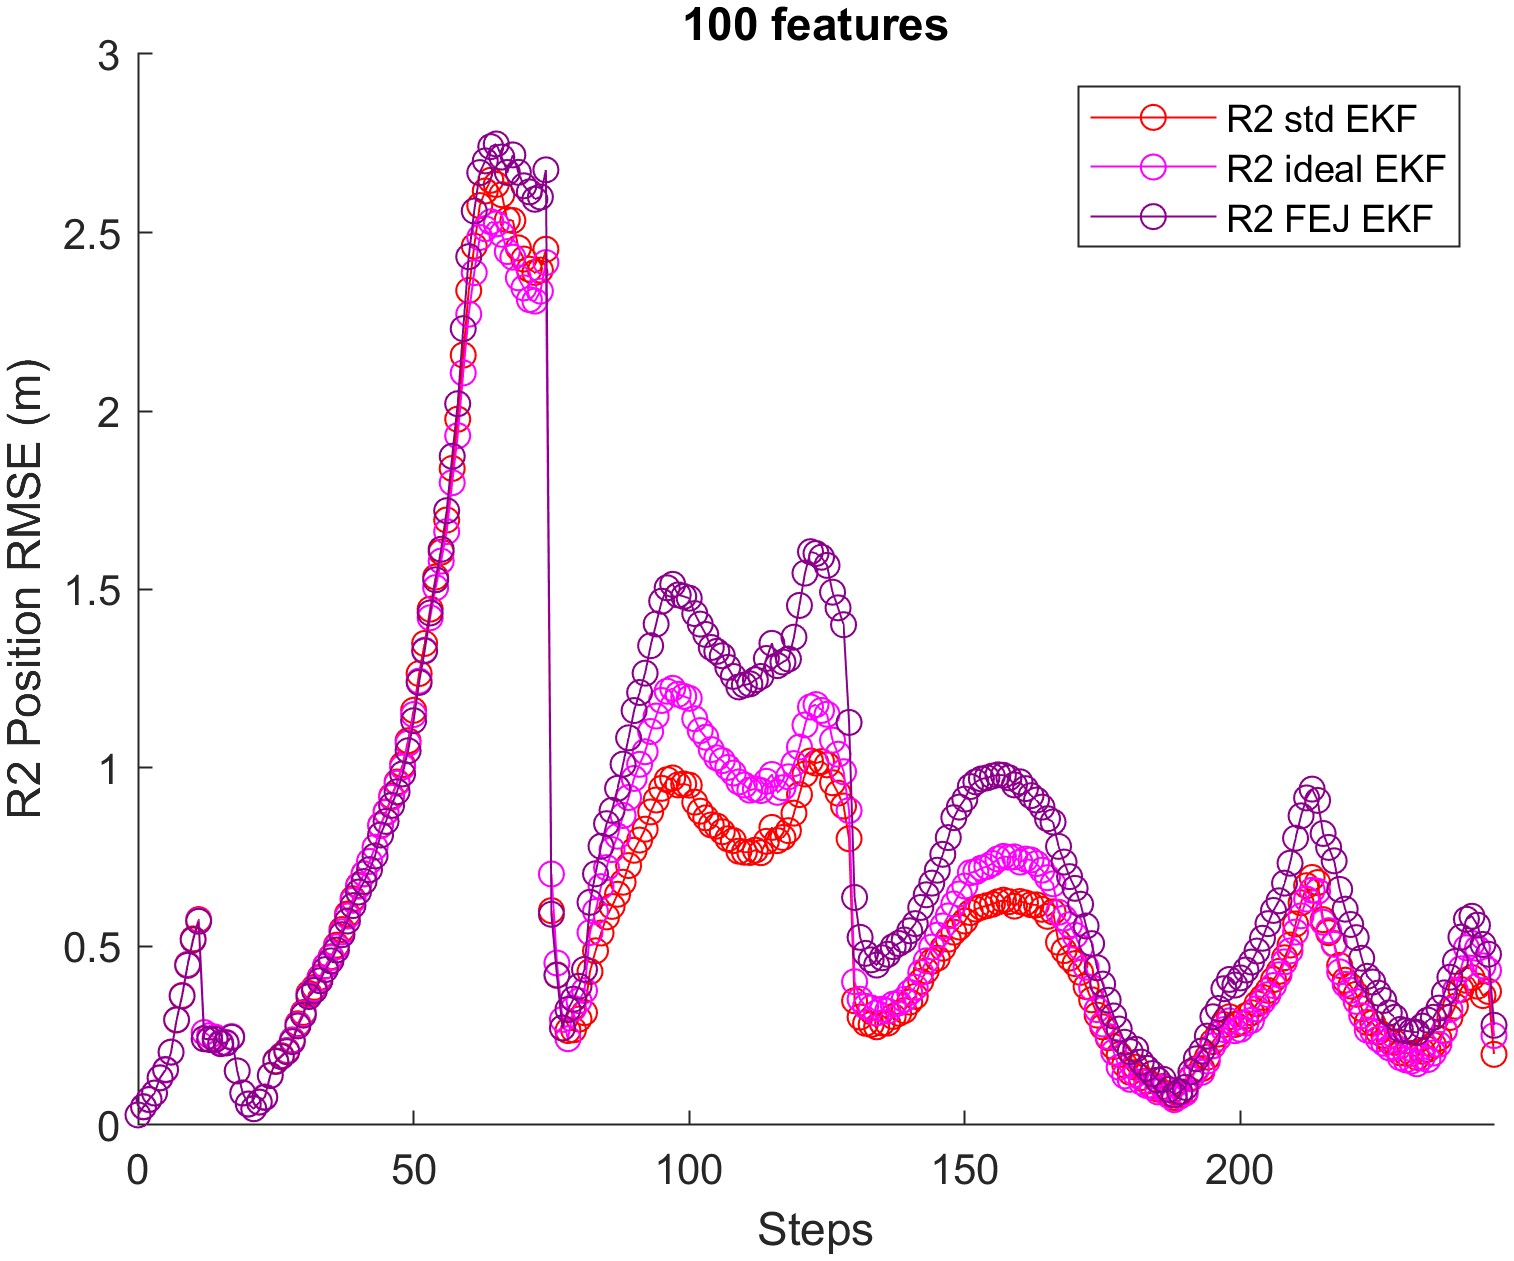 100 features
R2 std EKF
R2 ideal EKF
R2 FEJ EKF
3
2.5
2
1.5
1
0.5
0
R2 Position RMSE (m)
0 50 100 150 200
Steps